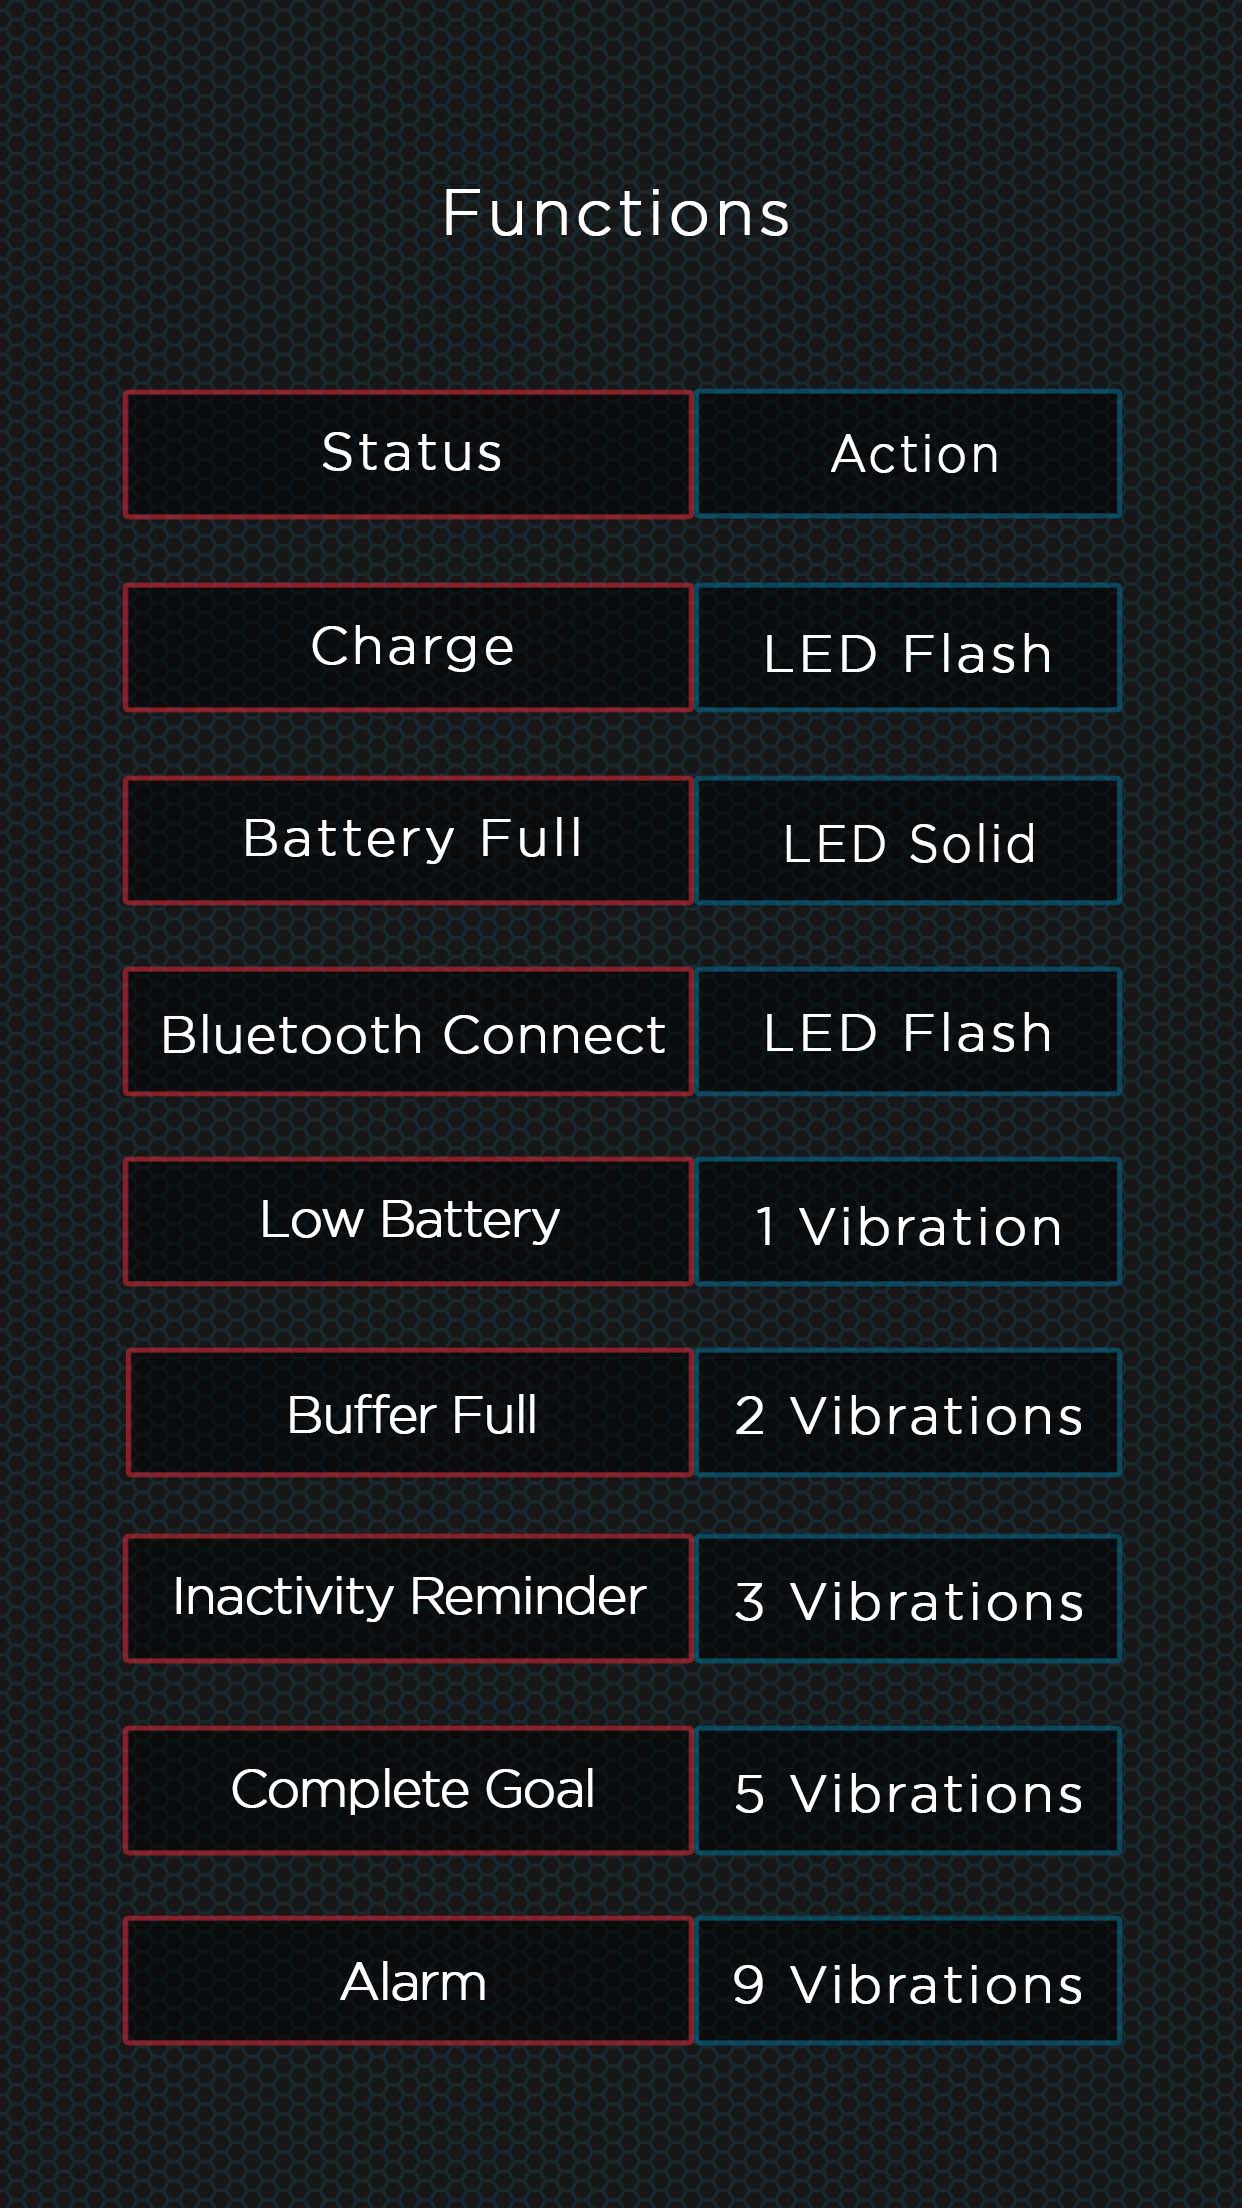 Functions
Status Action
Charge LED Flash
Battery Full LED Solid
Bluetooth Connect LED Flash
Low Battery 1 Vibration
Buffer Full 2 Vibrations
Inactivity Reminder 3 Vibrations
Complete Goal 5 Vibrations
Alarm 9 Vibrations